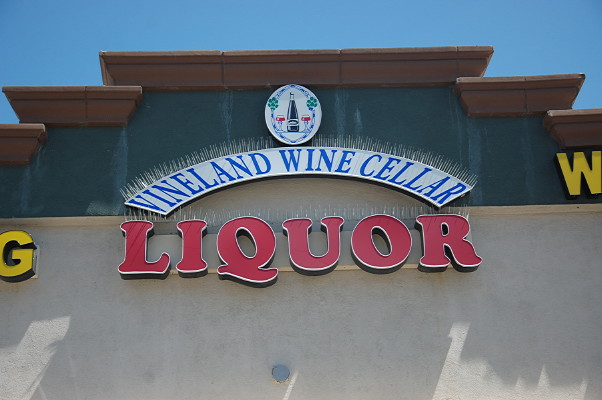 VINELAND WINE CELLAR
G LIQUOR W